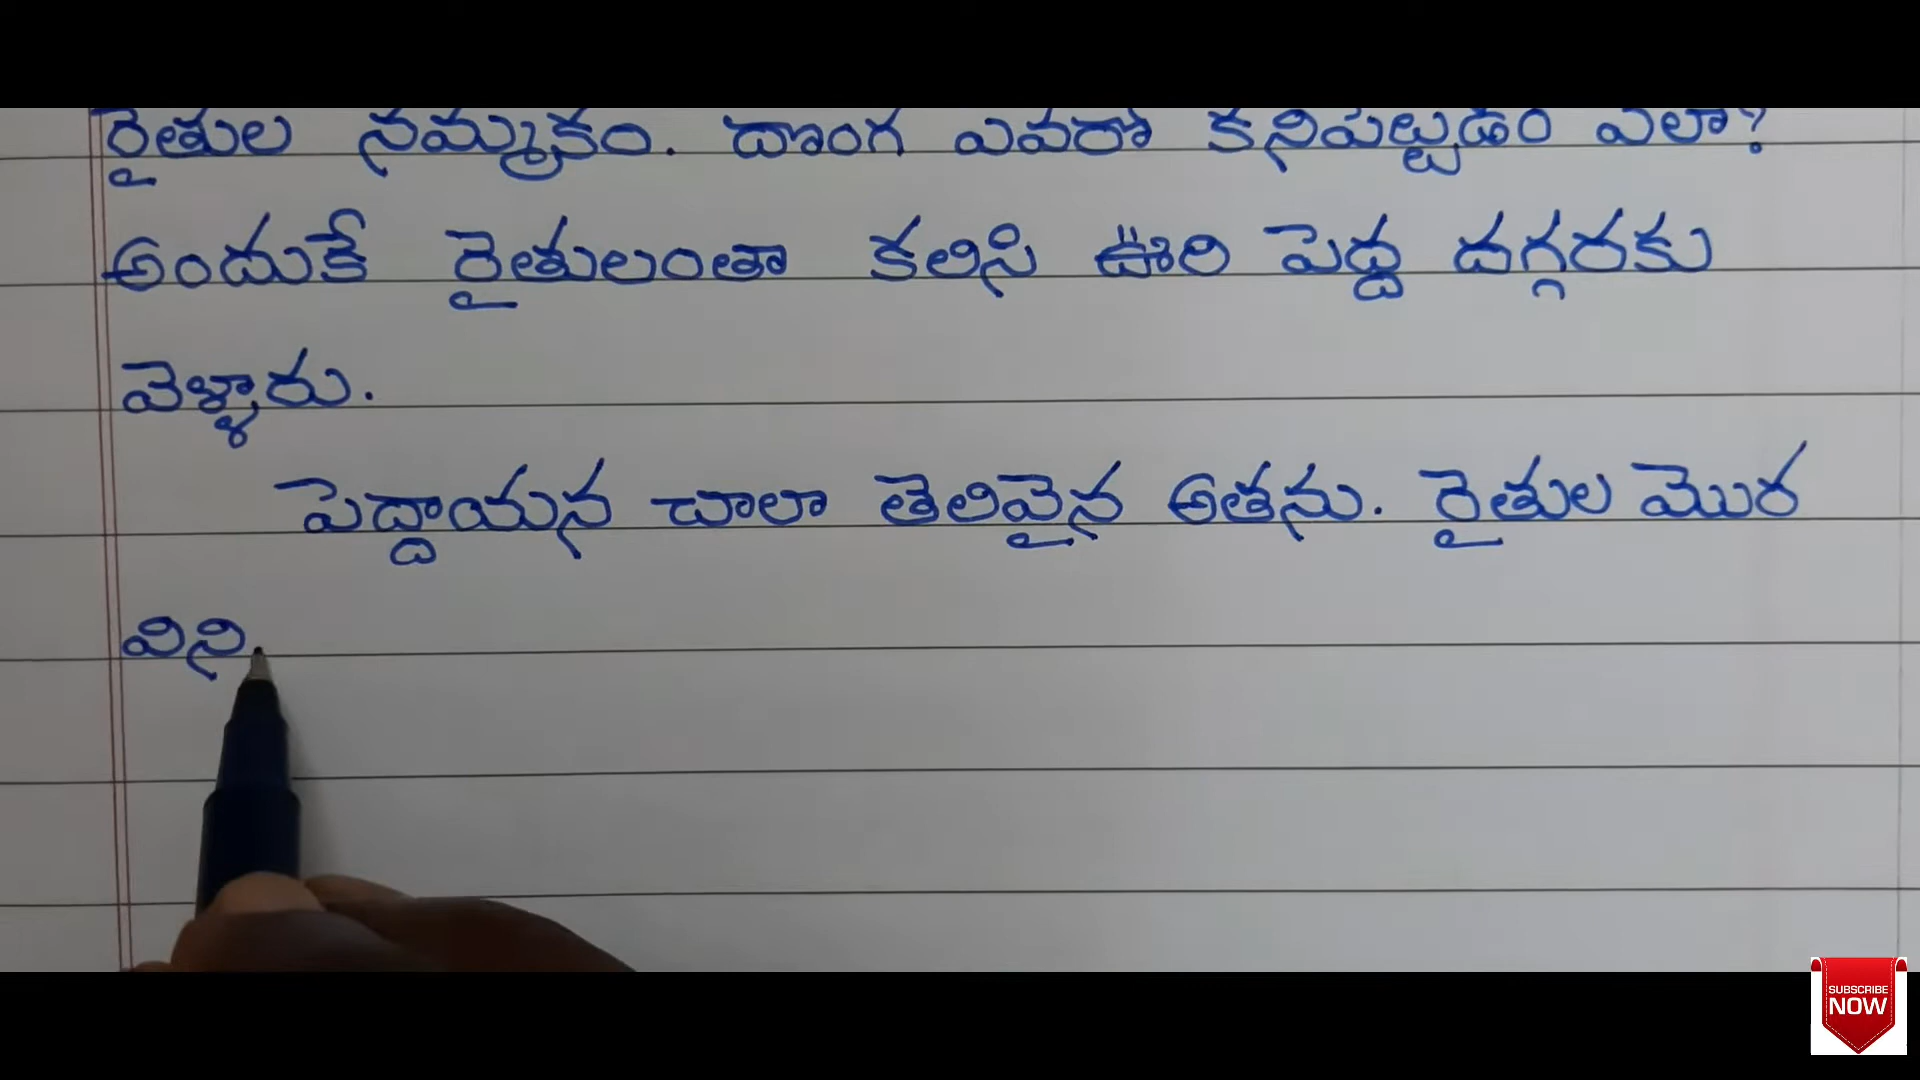 రైతుల నమ్మకం. దొంగ ఎవరో కనిపెట్టడం ఎలా?
అందుకే రైతులంతా కలిసి ఊరి పెద్ద దగ్గరకు
వెళ్ళారు.
పెద్దాయన చాలా తెలివైన అతను. రైతుల మొర
విని.
SUBSCRIBE
NOW